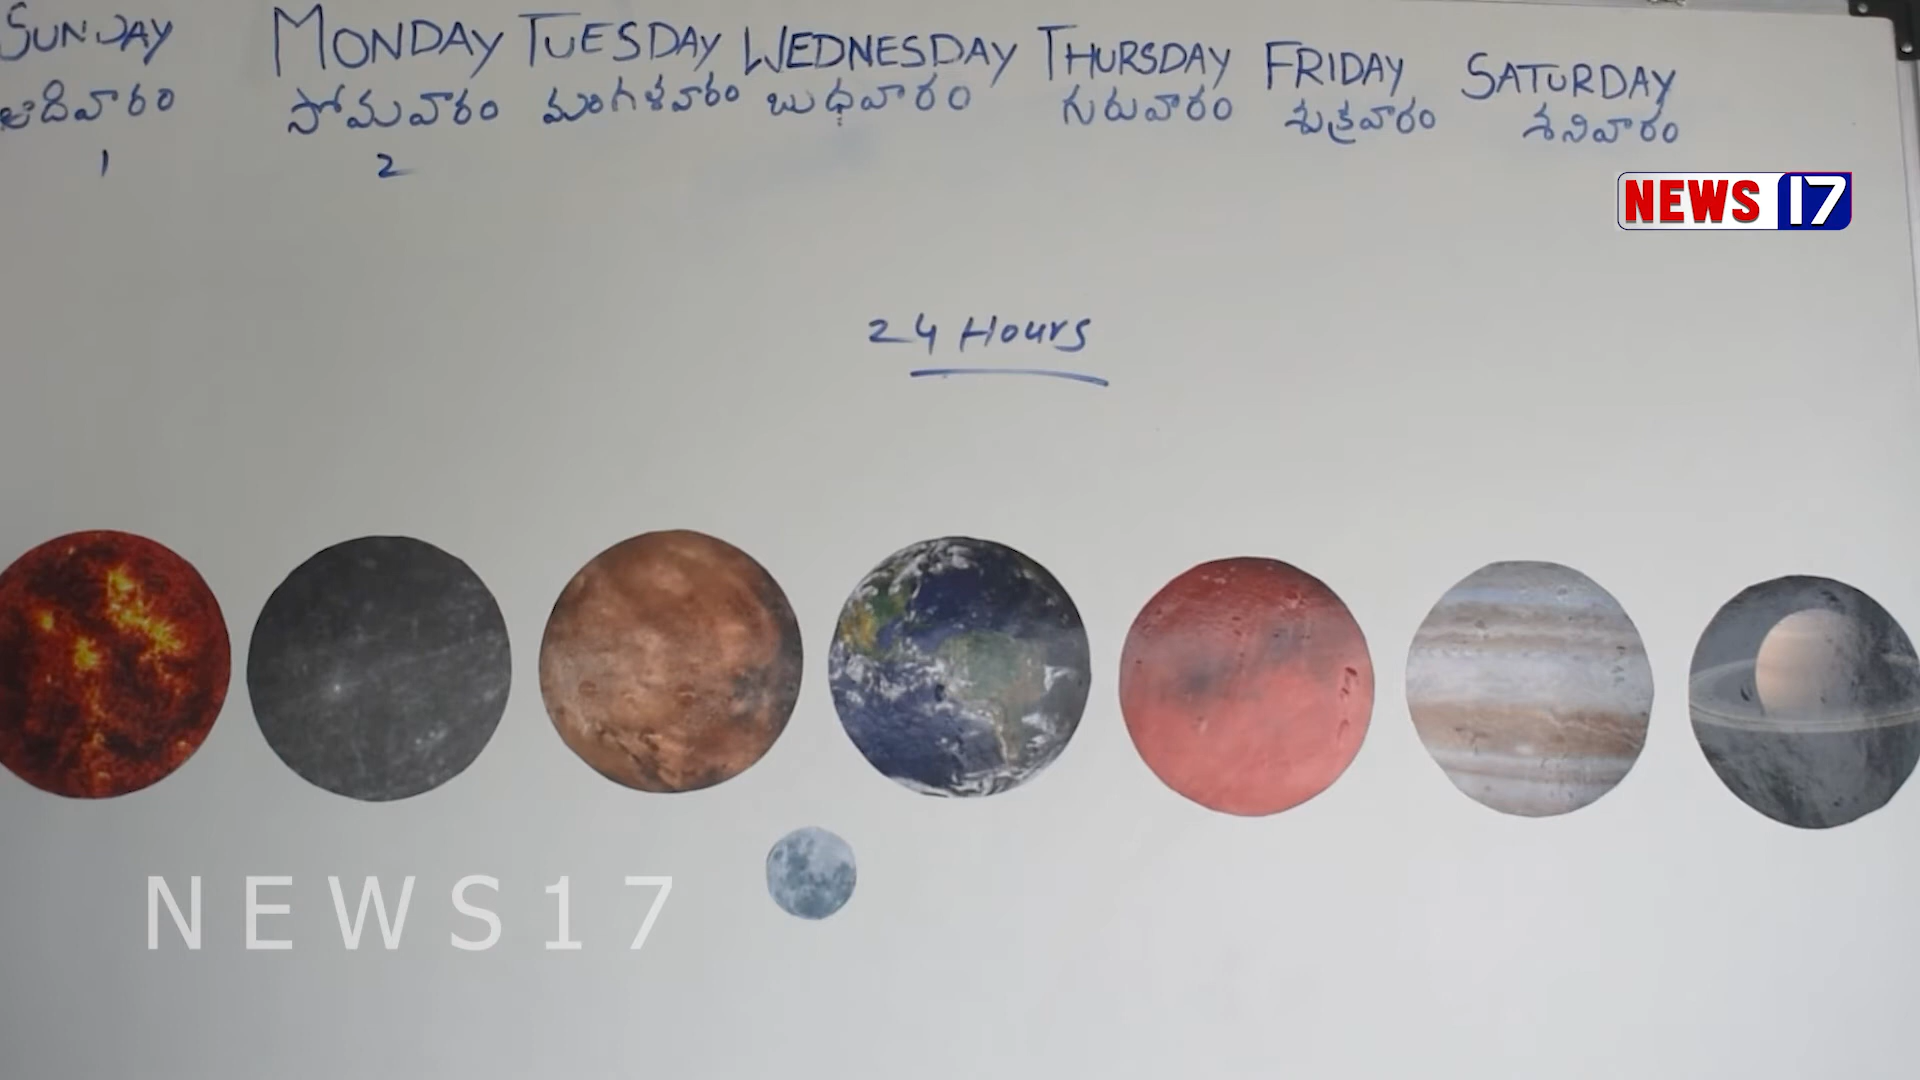 SUNDAY MONDAY TUESDAY WEDNESDAY THURSDAY FRIDAY SATURDAY
ఆదివారం సోమవారం మంగళవారం బుధవారం గురువారం శుక్రవారం శనివారం
1 2
NEWS 17
24 Hours
NEWS17